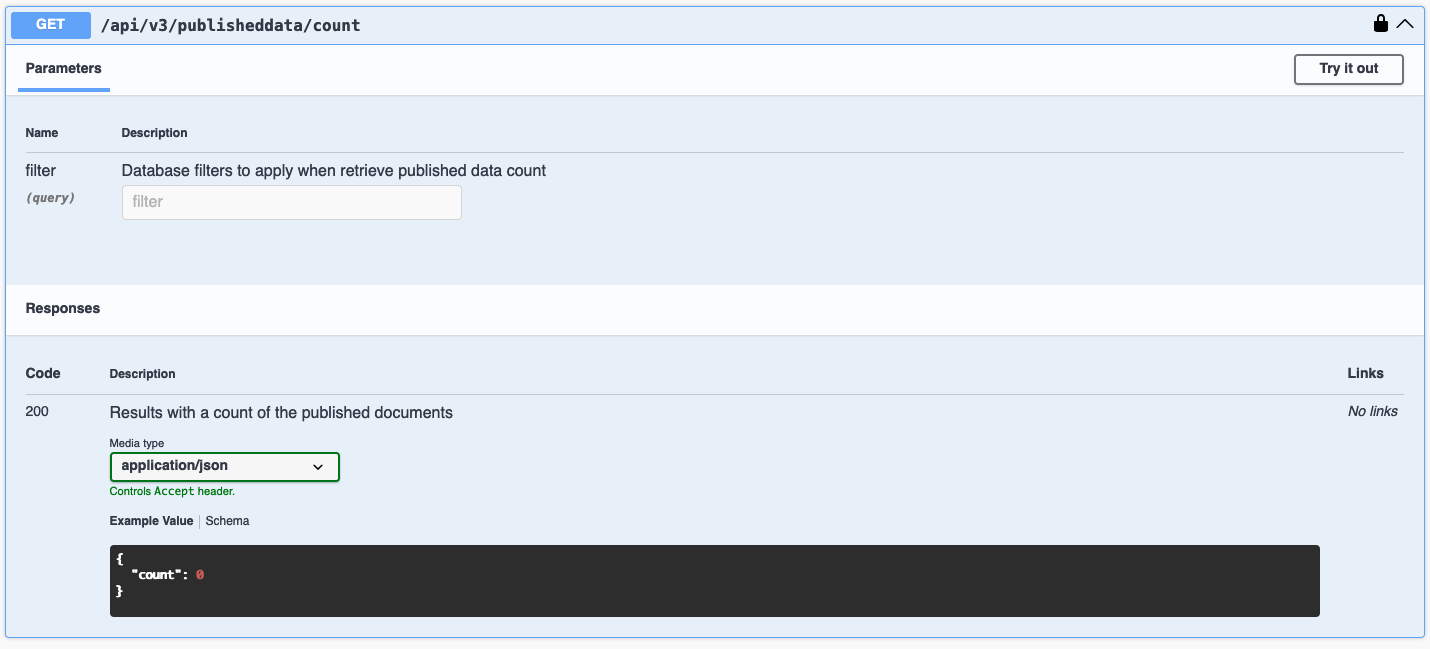 GET /api/v3/publisheddata/count
Parameters
Try it out
Name Description
filter Database filters to apply when retrieve published data count
(query) filter
Responses
Code Description Links
200 Results with a count of the published documents No links
Media type
application/json
Controls Accept header.
Example Value Schema
{
"count": 0
}